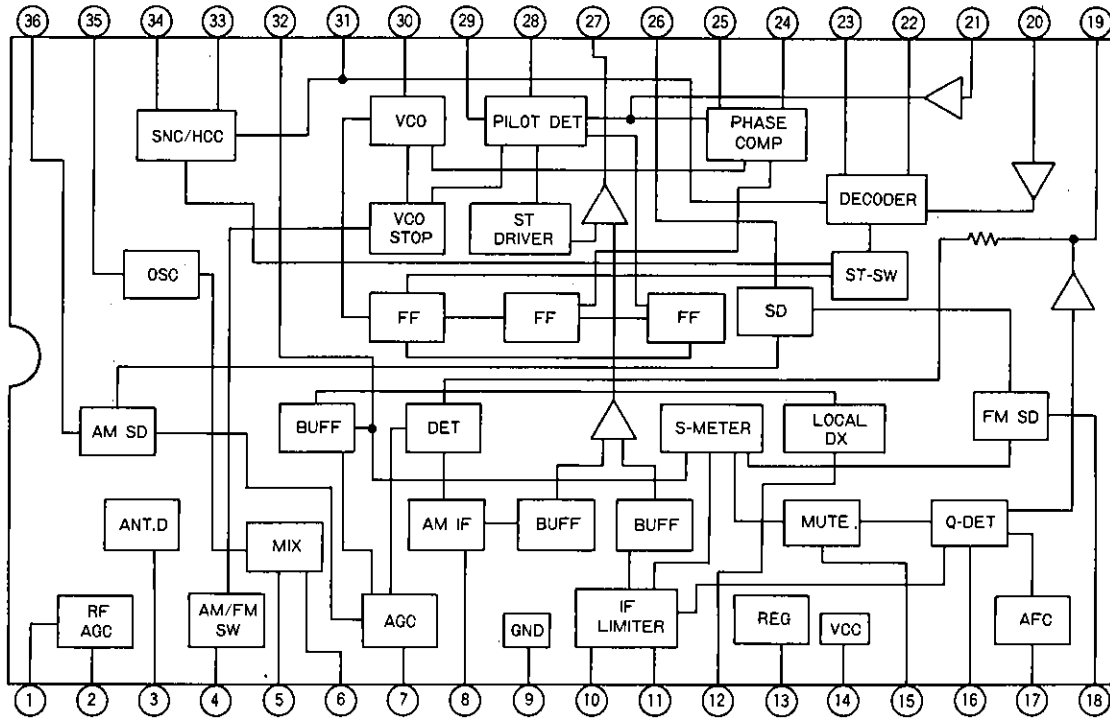 36 35 34 33 32 31 30 29 28 27 26 25 24 23 22 21 20 19
SNC/HCC
VCO
PILOT DET
PHASE
COMP
DECODER
VCO
STOP
ST
DRIVER
OSC
ST-SW
FF
FF
FF
SD
AM SD
BUFF
DET
S-METER
LOCAL
DX
FM SD
ANT.D
MIX
AM IF
BUFF
BUFF
MUTE
Q-DET
RF
AGC
AM/FM
SW
AGC
GND
IF
LIMITER
REG
VCC
AFC
1 2 3 4 5 6 7 8 9 10 11 12 13 14 15 16 17 18